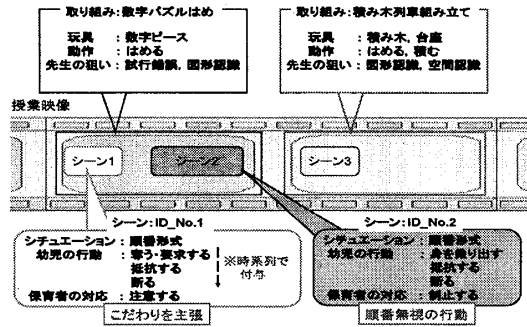 取り組み:数字パズルはめ
玩具 : 数字ピース
動作 : はめる
先生の狙い : 試行錯誤, 図形認識
取り組み:積み木列車組み立て
玩具 : 積み木, 台座
動作 : はめる, 積む
先生の狙い : 図形認識, 空間認識
授業映像
シーン1
シーン2
シーン3
シーン:ID_No.1
シチュエーション : 順番形式
幼児の行動 : 奪う・要求する
抵抗する
断る
※時系列で
付与
保育者の対応 : 注意する
こだわりを主張
シーン:ID_No.2
シチュエーション : 順番形式
幼児の行動 : 身を乗り出す
抵抗する
断る
保育者の対応 : 制止する
順番無視の行動